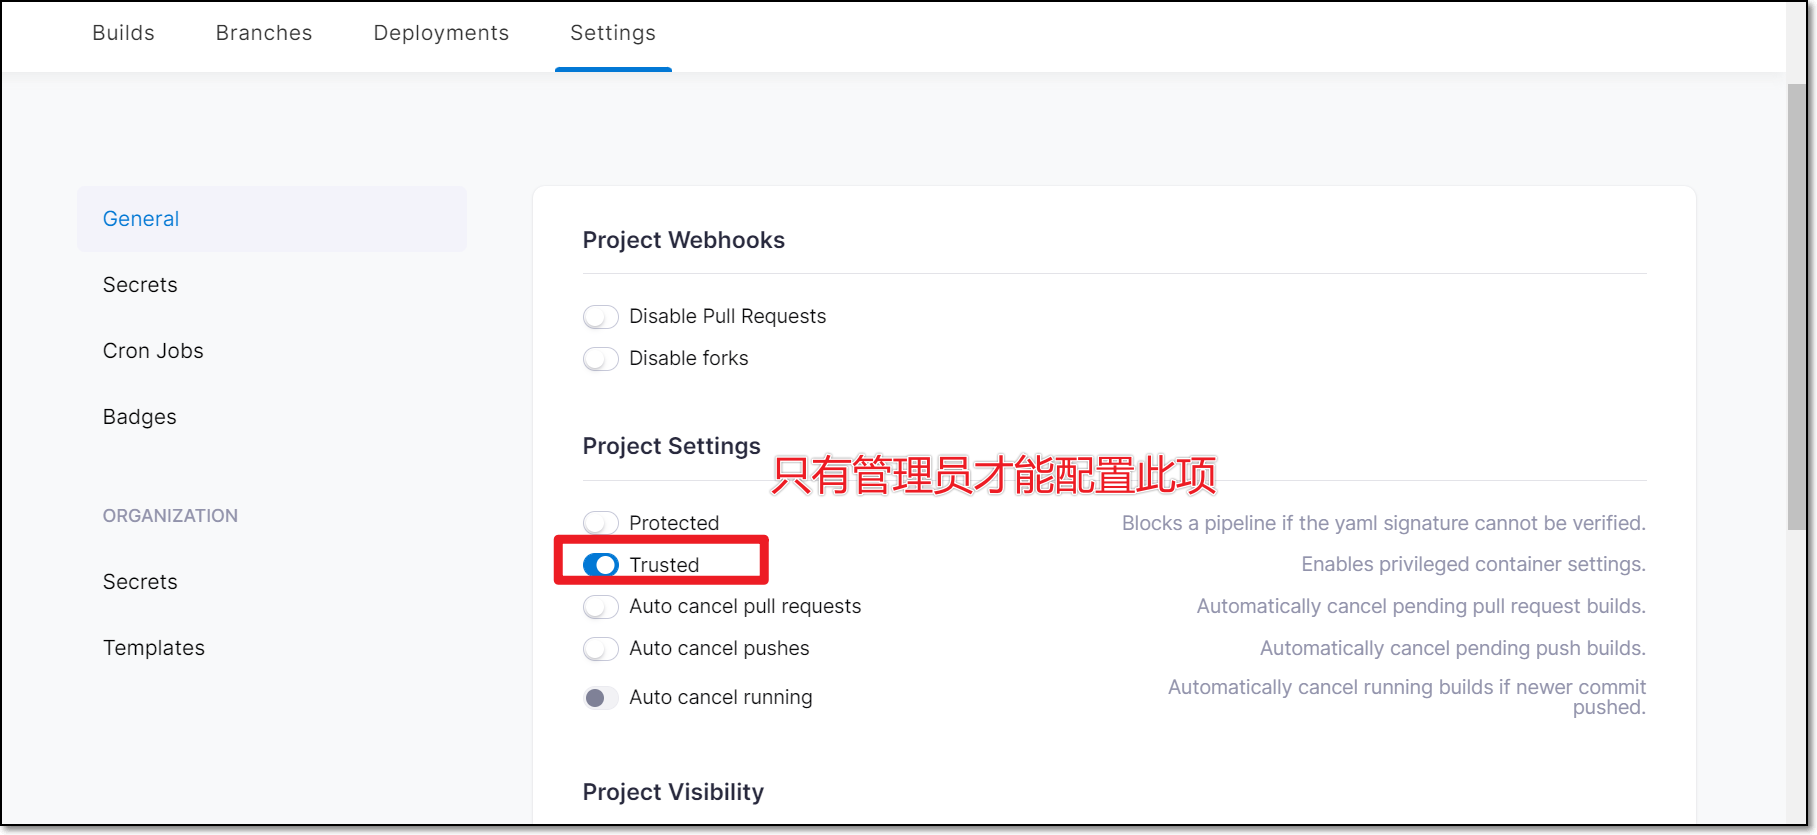 Builds Branches Deployments Settings
General
Secrets
Cron Jobs
Badges
ORGANIZATION
Secrets
Templates
Project Webhooks
Disable Pull Requests
Disable forks
Project Settings
只有管理员才能配置此项
Protected Blocks a pipeline if the yaml signature cannot be verified.
Trusted Enables privileged container settings.
Auto cancel pull requests Automatically cancel pending pull request builds.
Auto cancel pushes Automatically cancel pending push builds.
Auto cancel running Automatically cancel running builds if newer commit
pushed.
Project Visibility